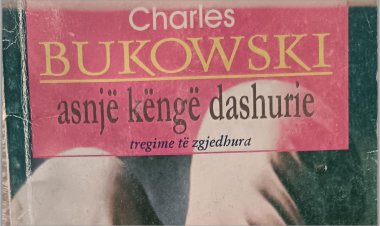 Charles
BUKOWSKI
asnjë këngë dashurie
tregime të zgjedhura